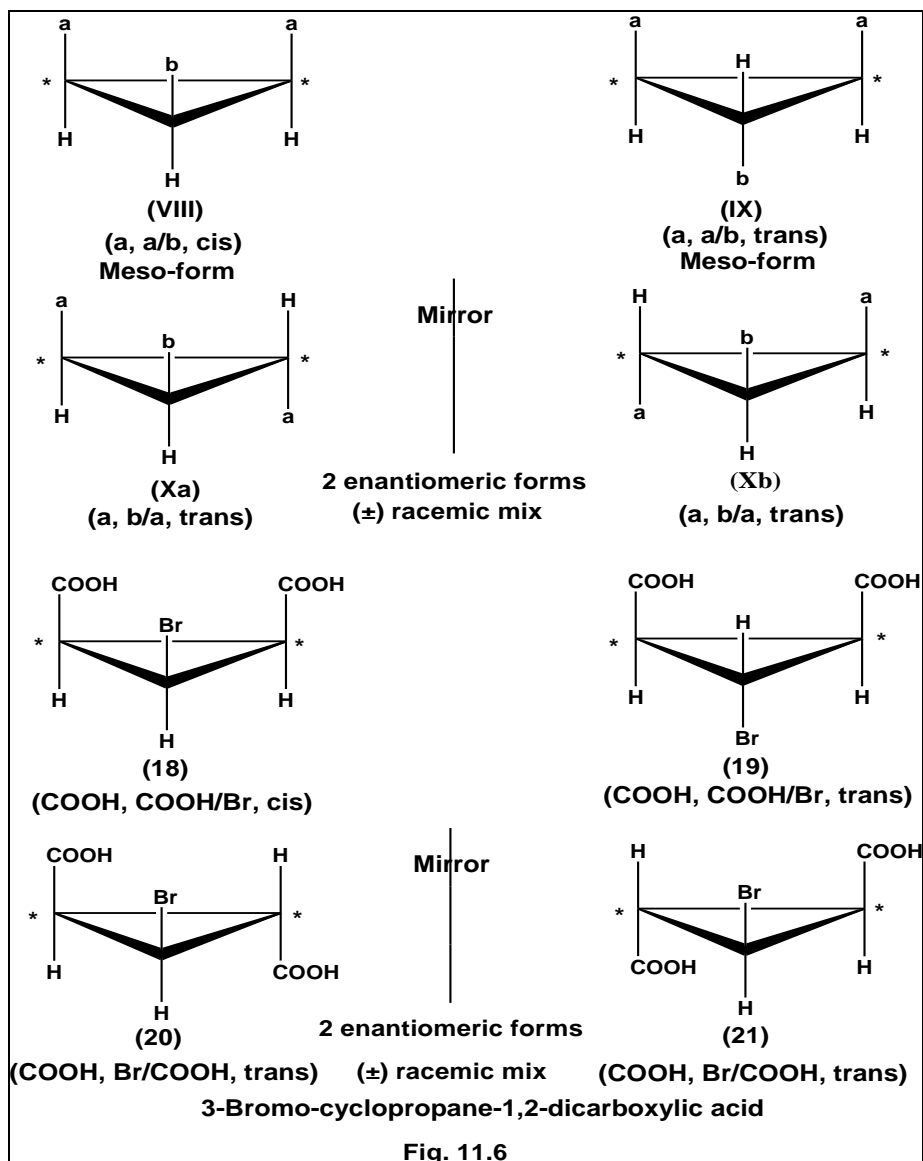 a a a a
b H
* * * *
H H H H
H b
(VIII) (IX)
(a, a/b, cis) (a, a/b, trans)
Meso-form Meso-form
a H Mirror H a
b b
* * * *
H a a H
H H
(Xa) 2 enantiomeric forms (Xb)
(a, b/a, trans) (±) racemic mix (a, b/a, trans)
COOH COOH COOH COOH
Br H
* * * *
H H H H
H Br
(18) (19)
(COOH, COOH/Br, cis) (COOH, COOH/Br, trans)
COOH H Mirror H COOH
Br Br
* * * *
H COOH COOH H
H H
(20) 2 enantiomeric forms (21)
(COOH, Br/COOH, trans) (±) racemic mix (COOH, Br/COOH, trans)
3-Bromo-cyclopropane-1,2-dicarboxylic acid
Fig. 11.6